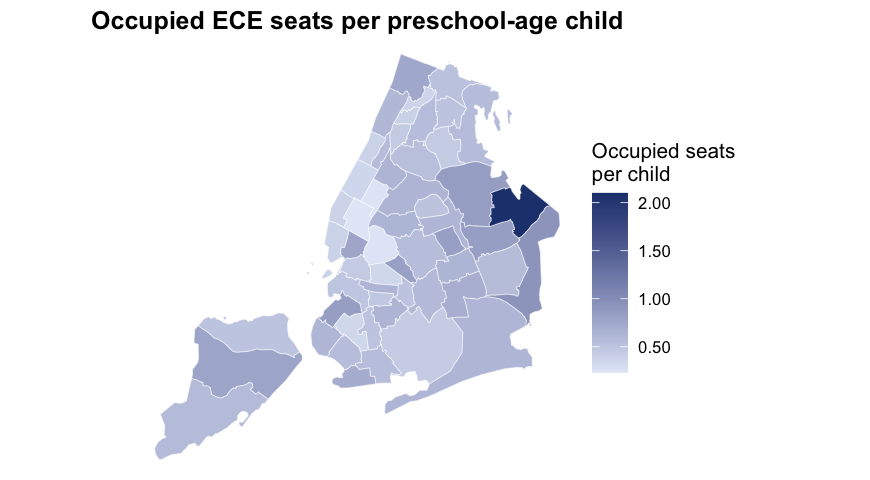 Occupied ECE seats per preschool-age child
Occupied seats
per child
2.00
1.50
1.00
0.50